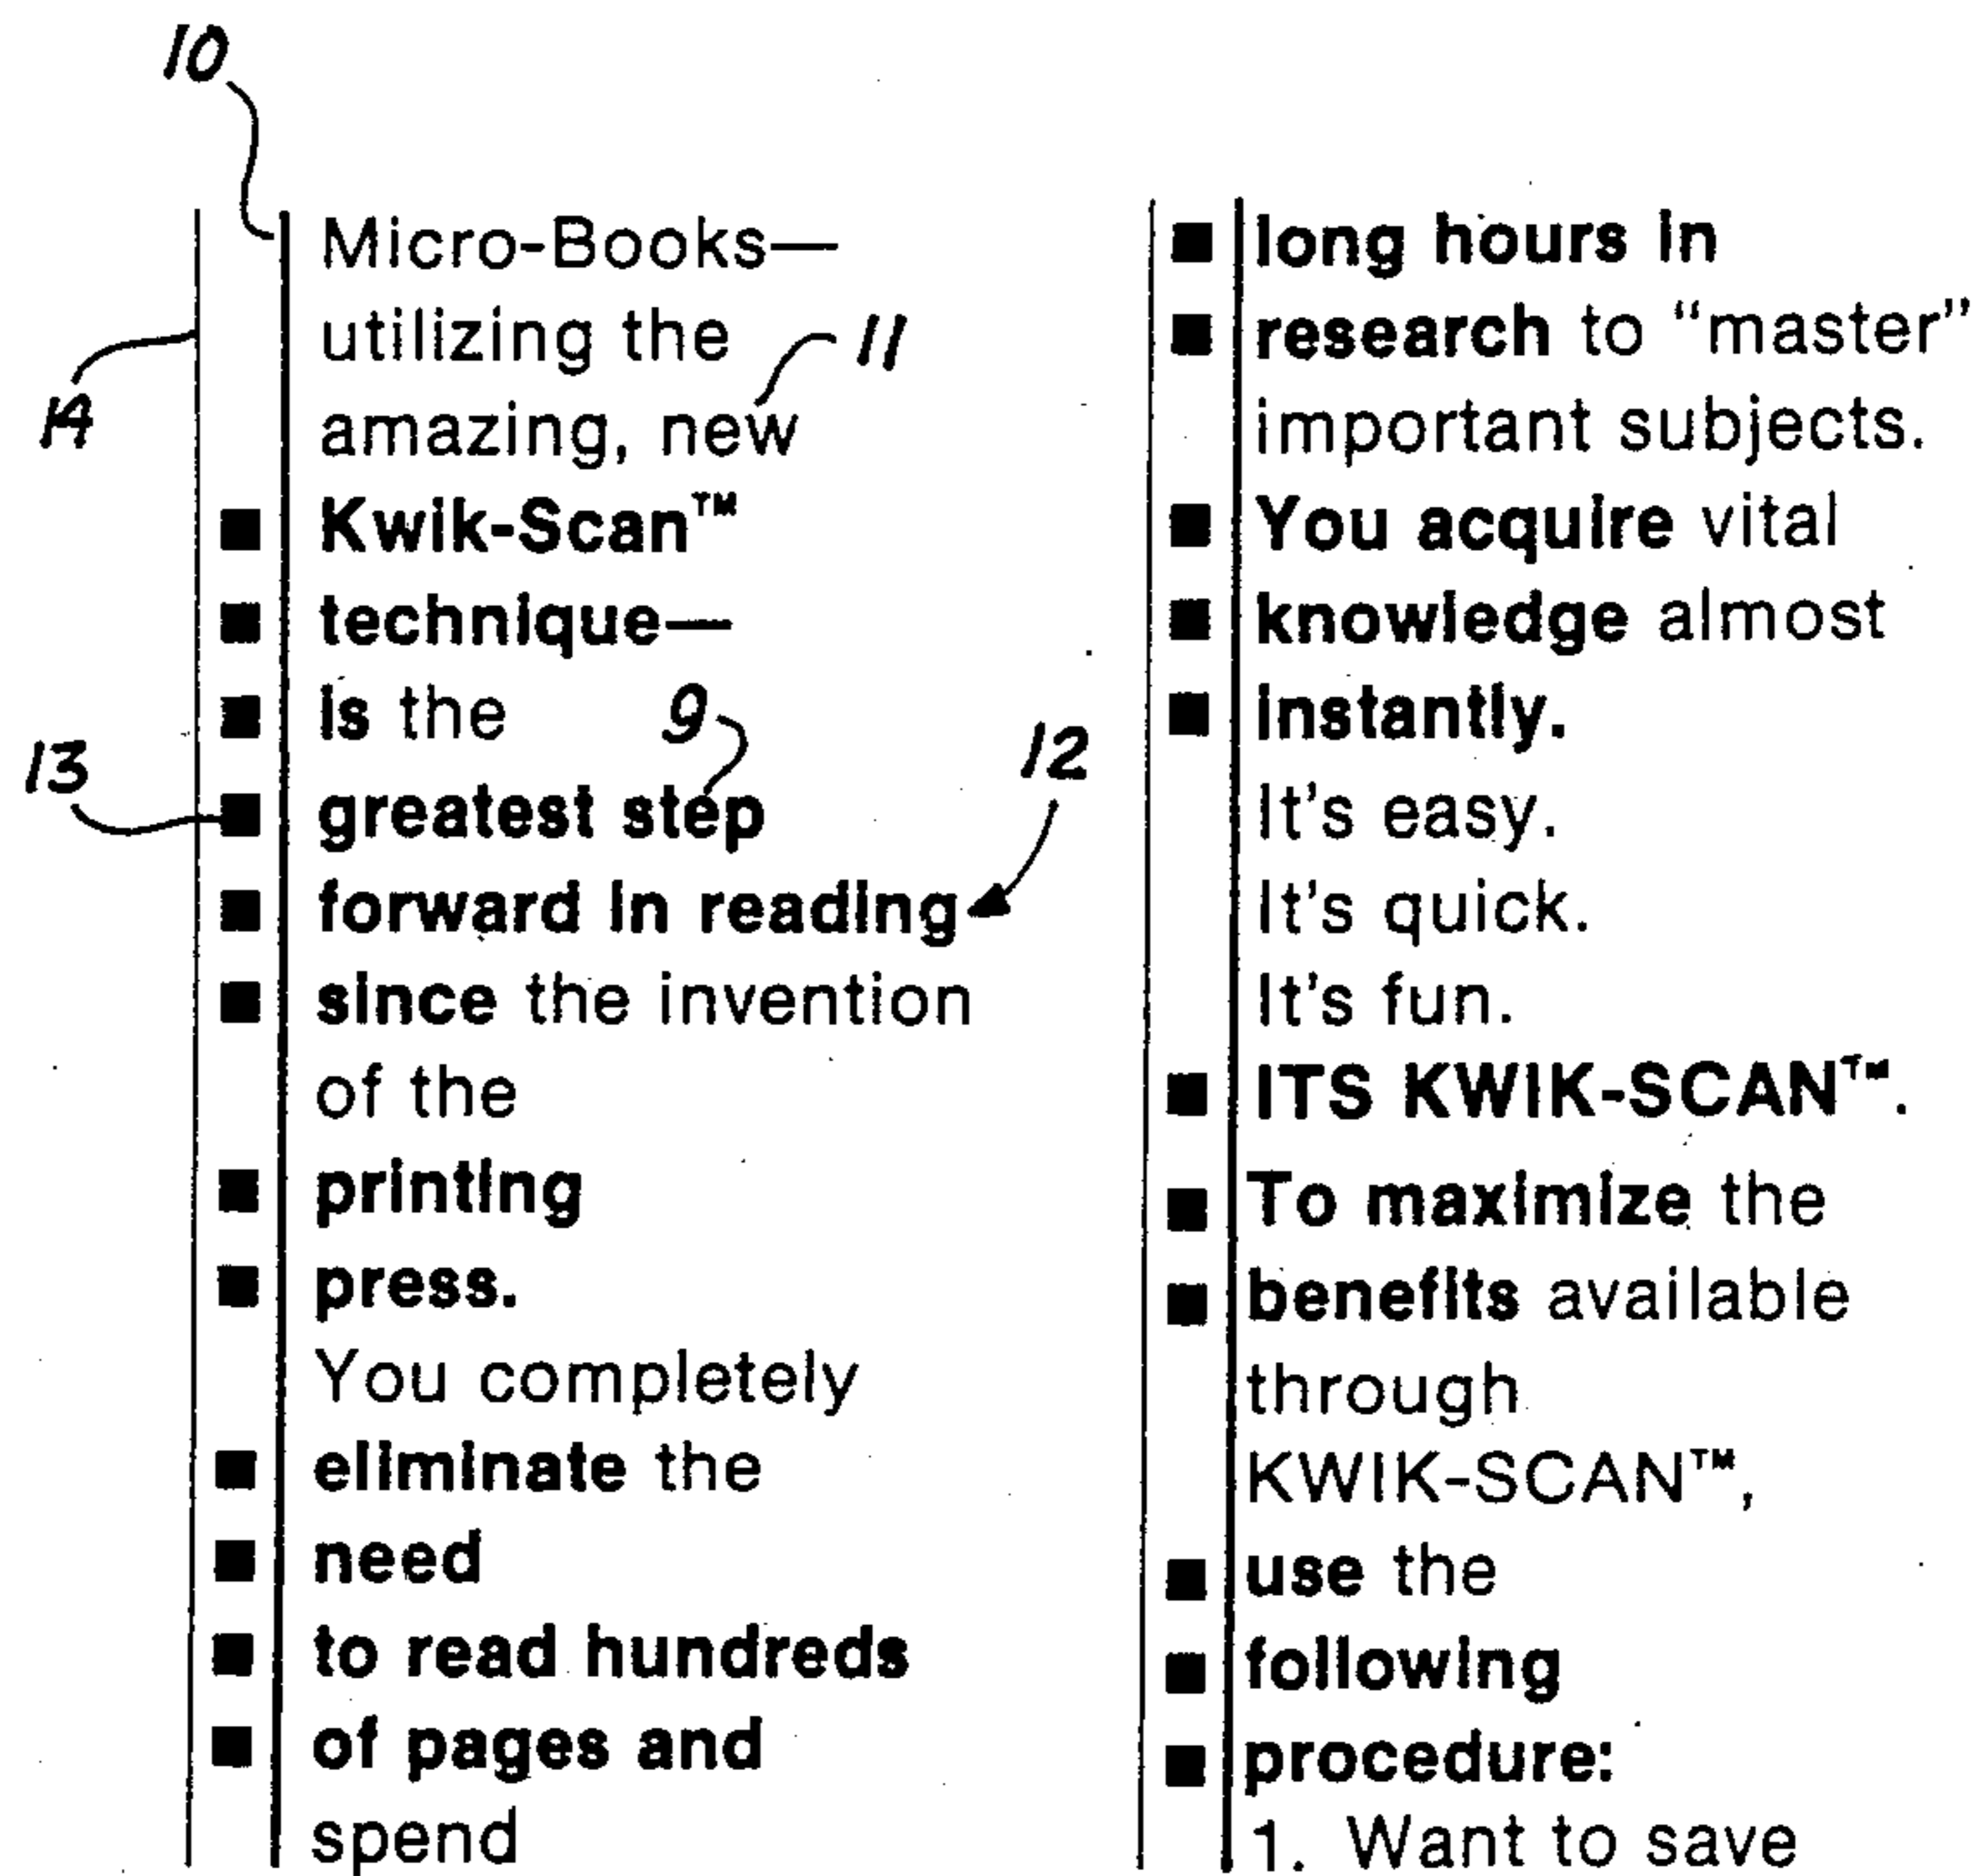 10
Micro-Books—
utilizing the
11
amazing, new
14
■ Kwik-Scan™
■ technique—
■ is the
9
12
13
■ greatest step
■ forward in reading
■ since the invention
of the
■ printing
■ press.
You completely
■ eliminate the
■ need
■ to read hundreds
■ of pages and
spend
■ long hours in
■ research to “master”
important subjects.
■ You acquire vital
■ knowledge almost
■ instantly.
It's easy.
It's quick.
It's fun.
■ ITS KWIK-SCAN™.
■ To maximize the
■ benefits available
through
KWIK-SCAN™,
■ use the
■ following
■ procedure:
1. Want to save